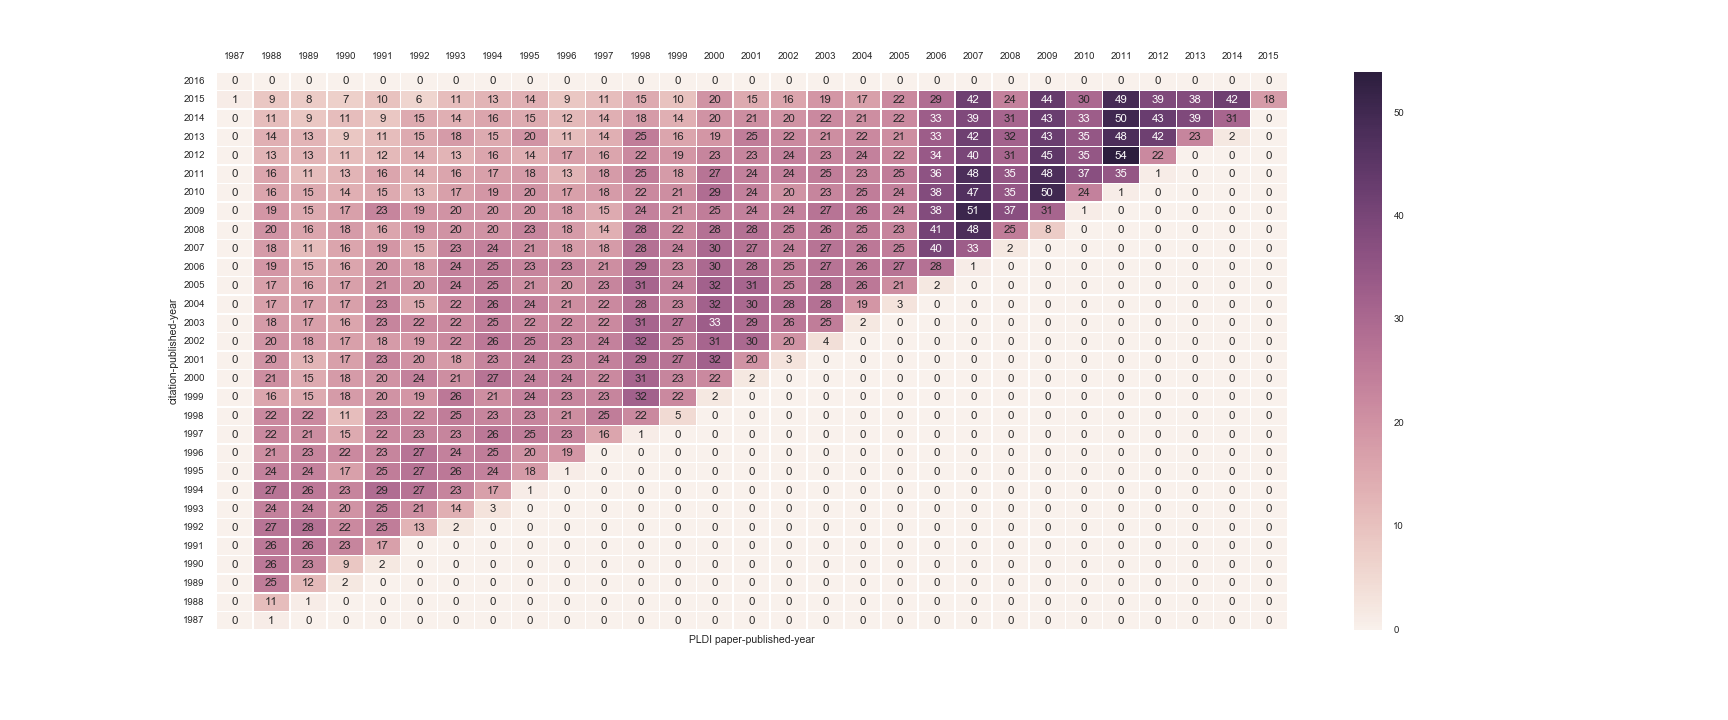 1987 1988 1989 1990 1991 1992 1993 1994 1995 1996 1997 1998 1999 2000 2001 2002 2003 2004 2005 2006 2007 2008 2009 2010 2011 2012 2013 2014 2015
2016 0 0 0 0 0 0 0 0 0 0 0 0 0 0 0 0 0 0 0 0 0 0 0 0 0 0 0 0 0
2015 1 9 8 7 10 6 11 13 14 9 11 15 10 20 15 16 19 17 22 29 42 24 44 30 49 39 38 42 18
2014 0 11 9 11 9 15 14 16 15 12 14 18 14 20 21 20 22 21 22 33 39 31 43 33 50 43 39 31 0
2013 0 14 13 9 11 15 18 15 20 11 14 25 16 19 25 22 21 22 21 33 42 32 43 35 48 42 23 2 0
2012 0 13 13 11 12 14 13 16 14 17 16 22 19 23 23 24 23 24 22 34 40 31 45 35 54 22 0 0 0
2011 0 16 11 13 16 14 16 17 18 13 18 25 18 27 24 24 25 23 25 36 48 35 48 37 35 1 0 0 0
2010 0 16 15 14 15 13 17 19 20 17 18 22 21 29 24 20 23 25 24 38 47 35 50 24 1 0 0 0 0
2009 0 19 15 17 23 19 20 20 20 18 15 24 21 25 24 24 27 26 24 38 51 37 31 1 0 0 0 0 0
2008 0 20 16 18 16 19 20 20 23 18 14 28 22 28 28 25 26 25 23 41 48 25 8 0 0 0 0 0 0
2007 0 18 11 16 19 15 23 24 21 18 18 28 24 30 27 24 27 26 25 40 33 2 0 0 0 0 0 0 0
2006 0 19 15 16 20 18 24 25 23 23 21 29 23 30 28 25 27 26 27 28 1 0 0 0 0 0 0 0 0
2005 0 17 16 17 21 20 24 25 21 20 23 31 24 32 31 25 28 26 21 2 0 0 0 0 0 0 0 0 0
2004 0 17 17 17 23 15 22 26 24 21 22 28 23 32 30 28 28 19 3 0 0 0 0 0 0 0 0 0 0
2003 0 18 17 16 23 22 22 25 22 22 22 31 27 33 29 26 25 2 0 0 0 0 0 0 0 0 0 0 0
2002 0 20 18 17 18 19 22 26 25 23 24 32 25 31 30 20 4 0 0 0 0 0 0 0 0 0 0 0 0
2001 0 20 13 17 23 20 18 23 24 23 24 29 27 32 20 3 0 0 0 0 0 0 0 0 0 0 0 0 0
2000 0 21 15 18 20 24 21 27 24 24 22 31 23 22 2 0 0 0 0 0 0 0 0 0 0 0 0 0 0
1999 0 16 15 18 20 19 26 21 24 23 23 32 22 2 0 0 0 0 0 0 0 0 0 0 0 0 0 0 0
1998 0 22 22 11 23 22 25 23 23 21 25 22 5 0 0 0 0 0 0 0 0 0 0 0 0 0 0 0 0
1997 0 22 21 15 22 23 23 26 25 23 16 1 0 0 0 0 0 0 0 0 0 0 0 0 0 0 0 0 0
1996 0 21 23 22 23 27 24 25 20 19 0 0 0 0 0 0 0 0 0 0 0 0 0 0 0 0 0 0 0
1995 0 24 24 17 25 27 26 24 18 1 0 0 0 0 0 0 0 0 0 0 0 0 0 0 0 0 0 0 0
1994 0 27 26 23 29 27 23 17 1 0 0 0 0 0 0 0 0 0 0 0 0 0 0 0 0 0 0 0 0
1993 0 24 24 20 25 21 14 3 0 0 0 0 0 0 0 0 0 0 0 0 0 0 0 0 0 0 0 0 0
1992 0 27 28 22 25 13 2 0 0 0 0 0 0 0 0 0 0 0 0 0 0 0 0 0 0 0 0 0 0
1991 0 26 26 23 17 0 0 0 0 0 0 0 0 0 0 0 0 0 0 0 0 0 0 0 0 0 0 0 0
1990 0 26 23 9 2 0 0 0 0 0 0 0 0 0 0 0 0 0 0 0 0 0 0 0 0 0 0 0 0
1989 0 25 12 2 0 0 0 0 0 0 0 0 0 0 0 0 0 0 0 0 0 0 0 0 0 0 0 0 0
1988 0 11 1 0 0 0 0 0 0 0 0 0 0 0 0 0 0 0 0 0 0 0 0 0 0 0 0 0 0
1987 0 1 0 0 0 0 0 0 0 0 0 0 0 0 0 0 0 0 0 0 0 0 0 0 0 0 0 0 0
citation-published-year
PLDI paper-published-year
50
40
30
20
10
0